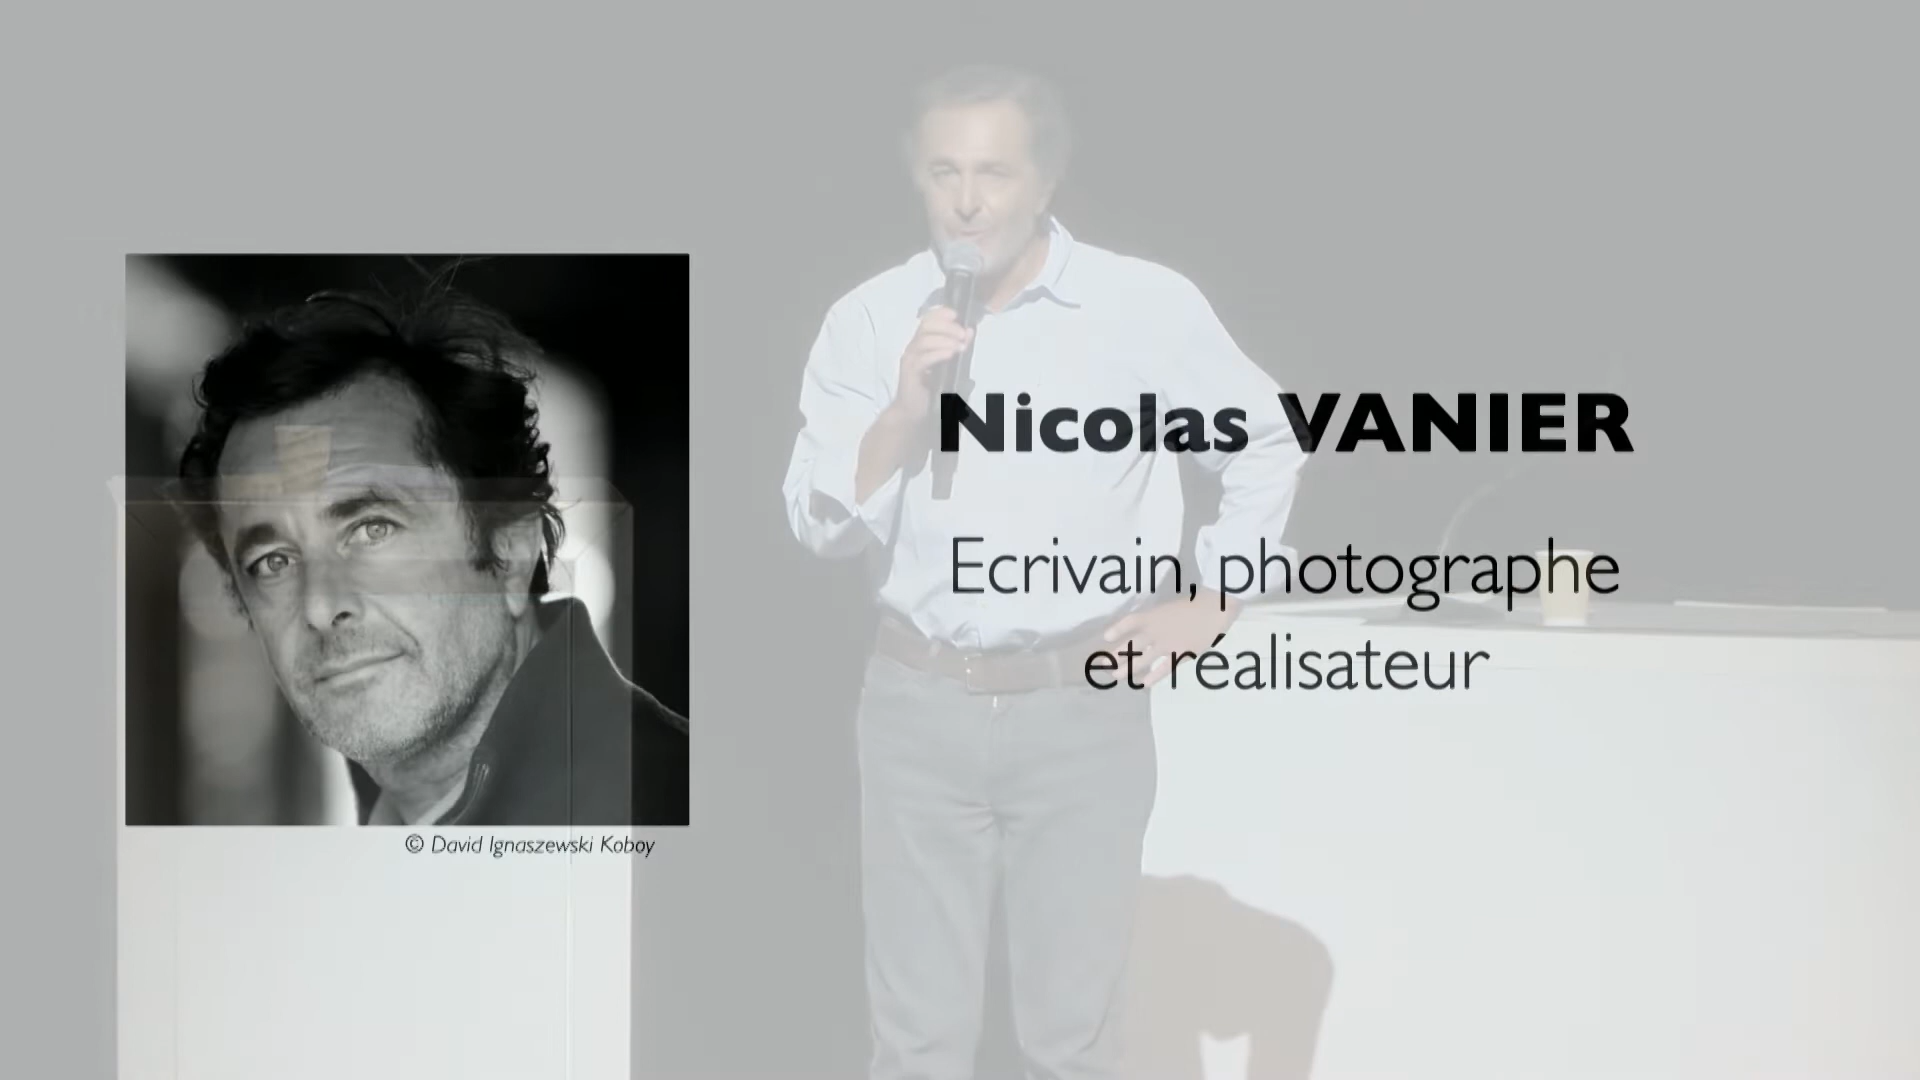 Nicolas VANIER
Ecrivain, photographe
et réalisateur
© David Ignaszewski Koboy